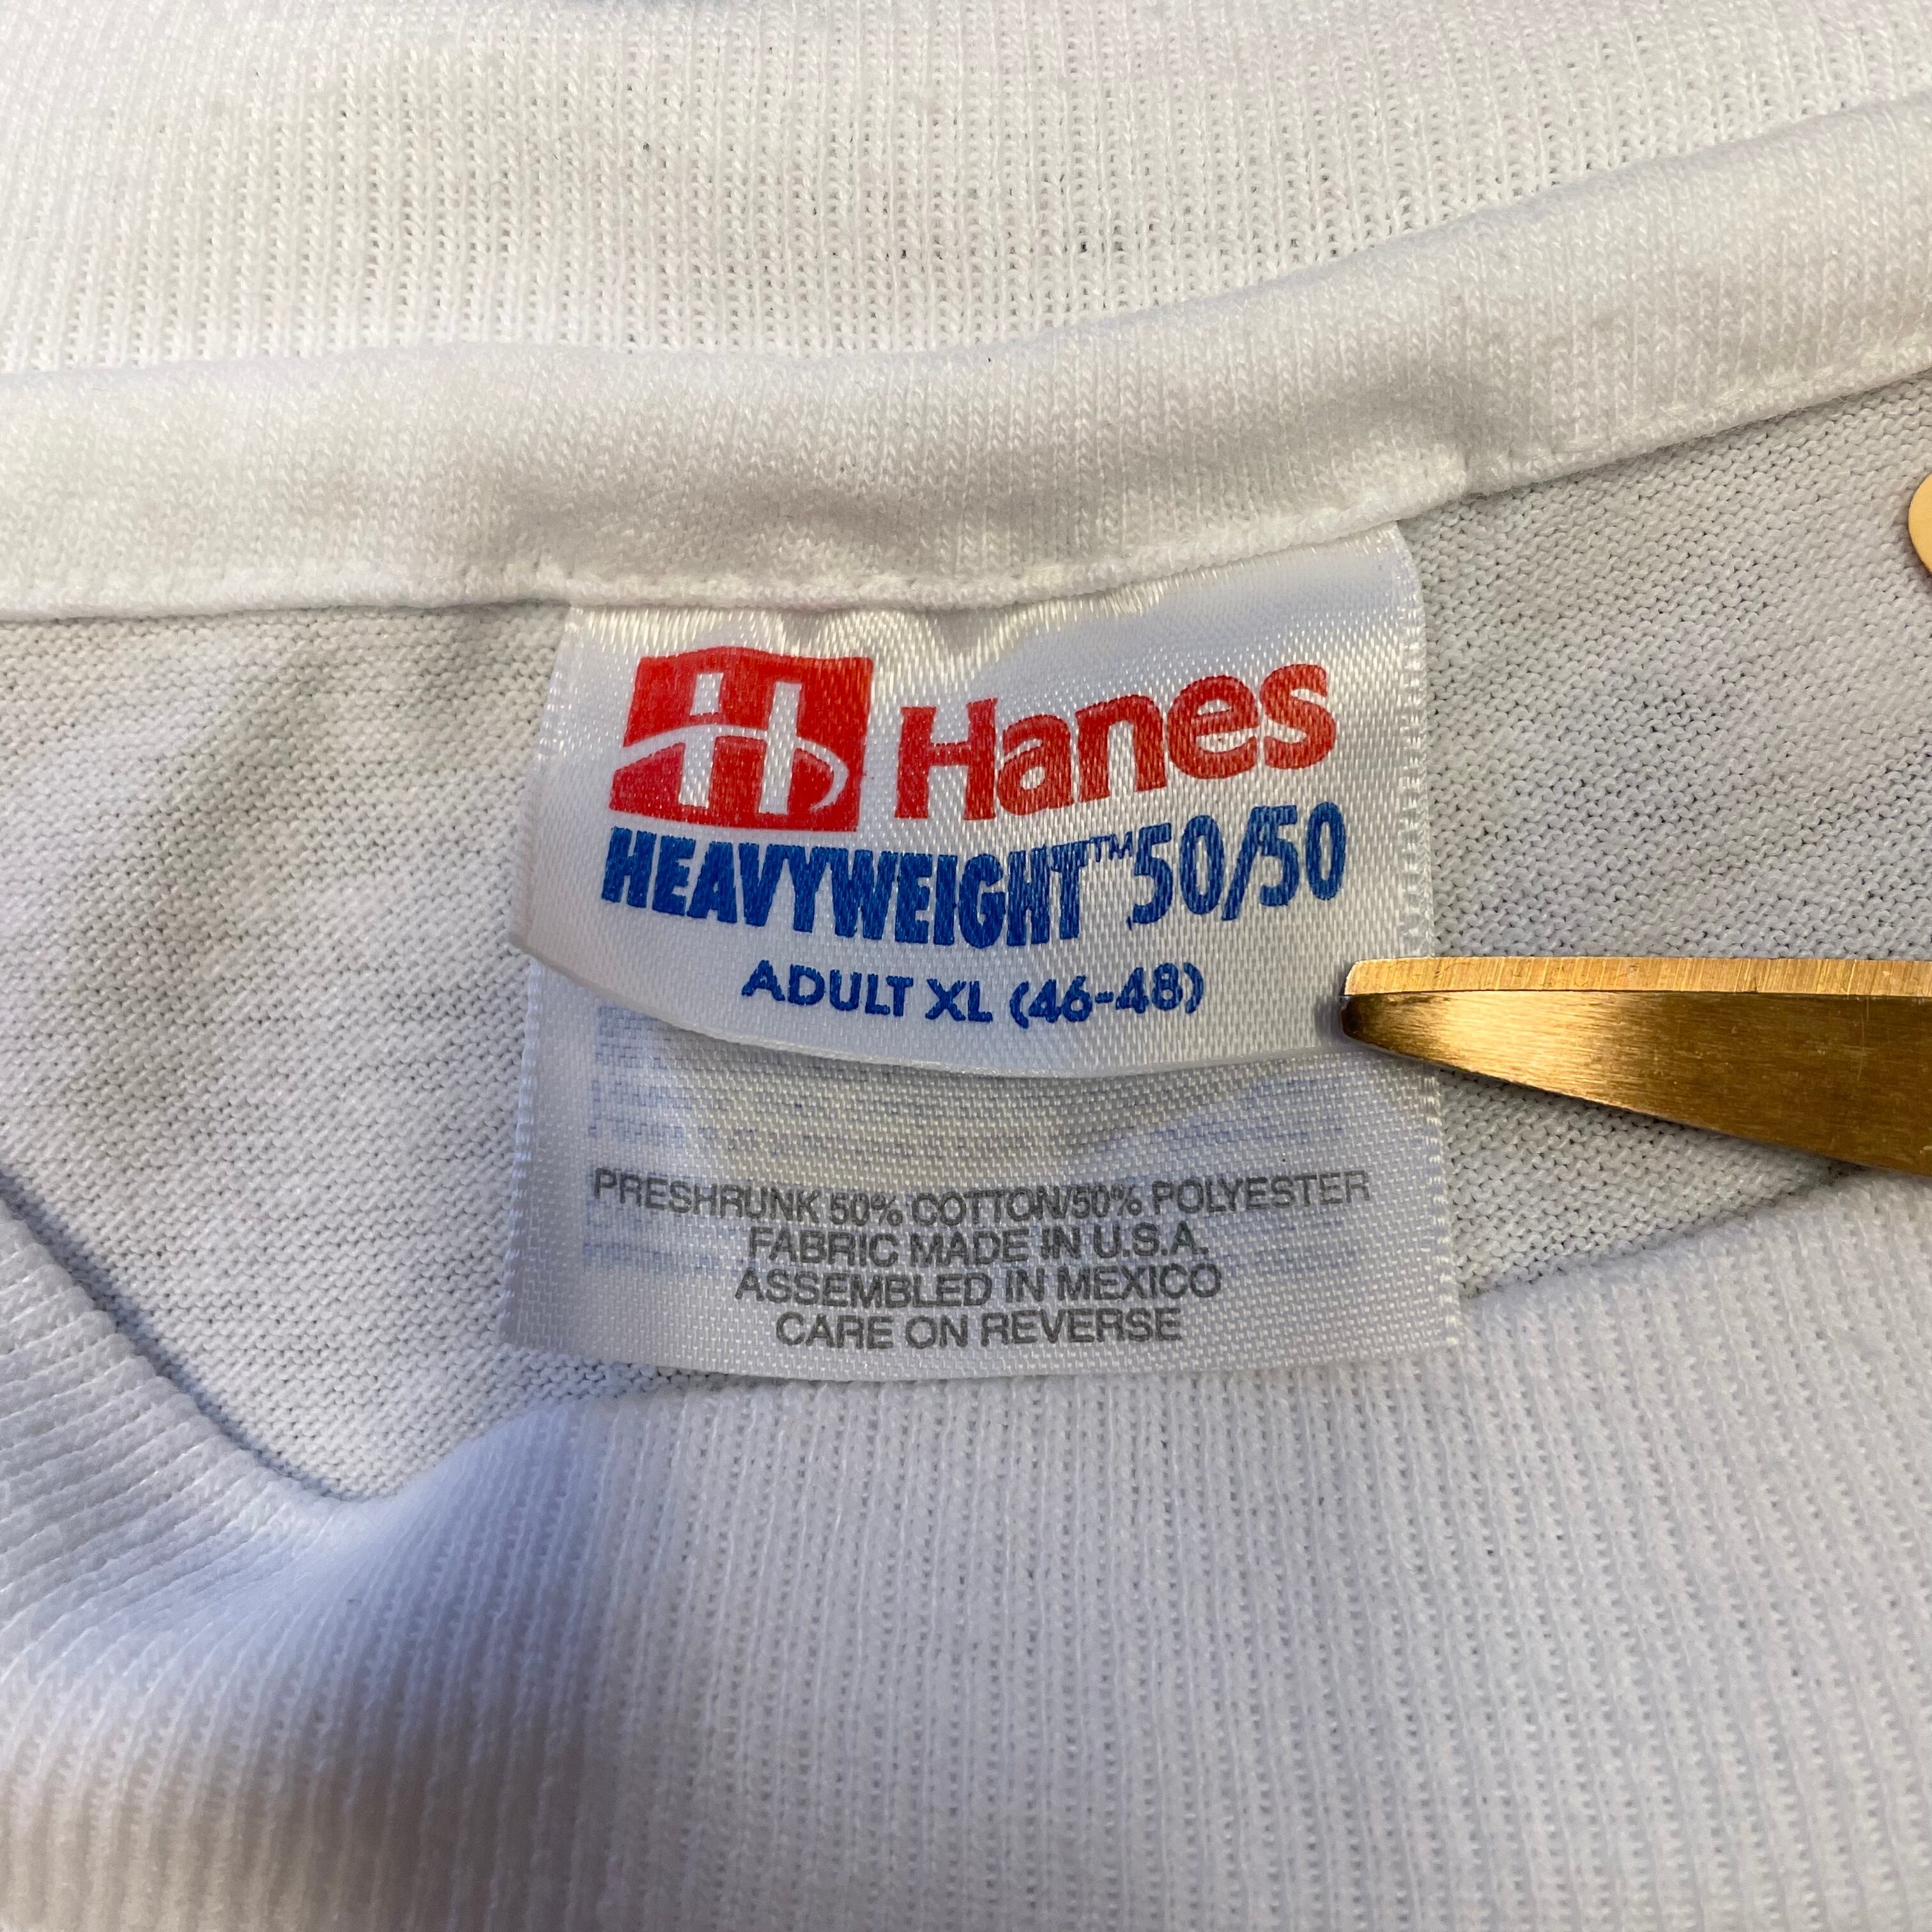 H Hanes
HEAVYWEIGHT™ 50/50
ADULT XL (46-48)
PRESHRUNK 50% COTTON/50% POLYESTER
FABRIC MADE IN U.S.A.
ASSEMBLED IN MEXICO
CARE ON REVERSE